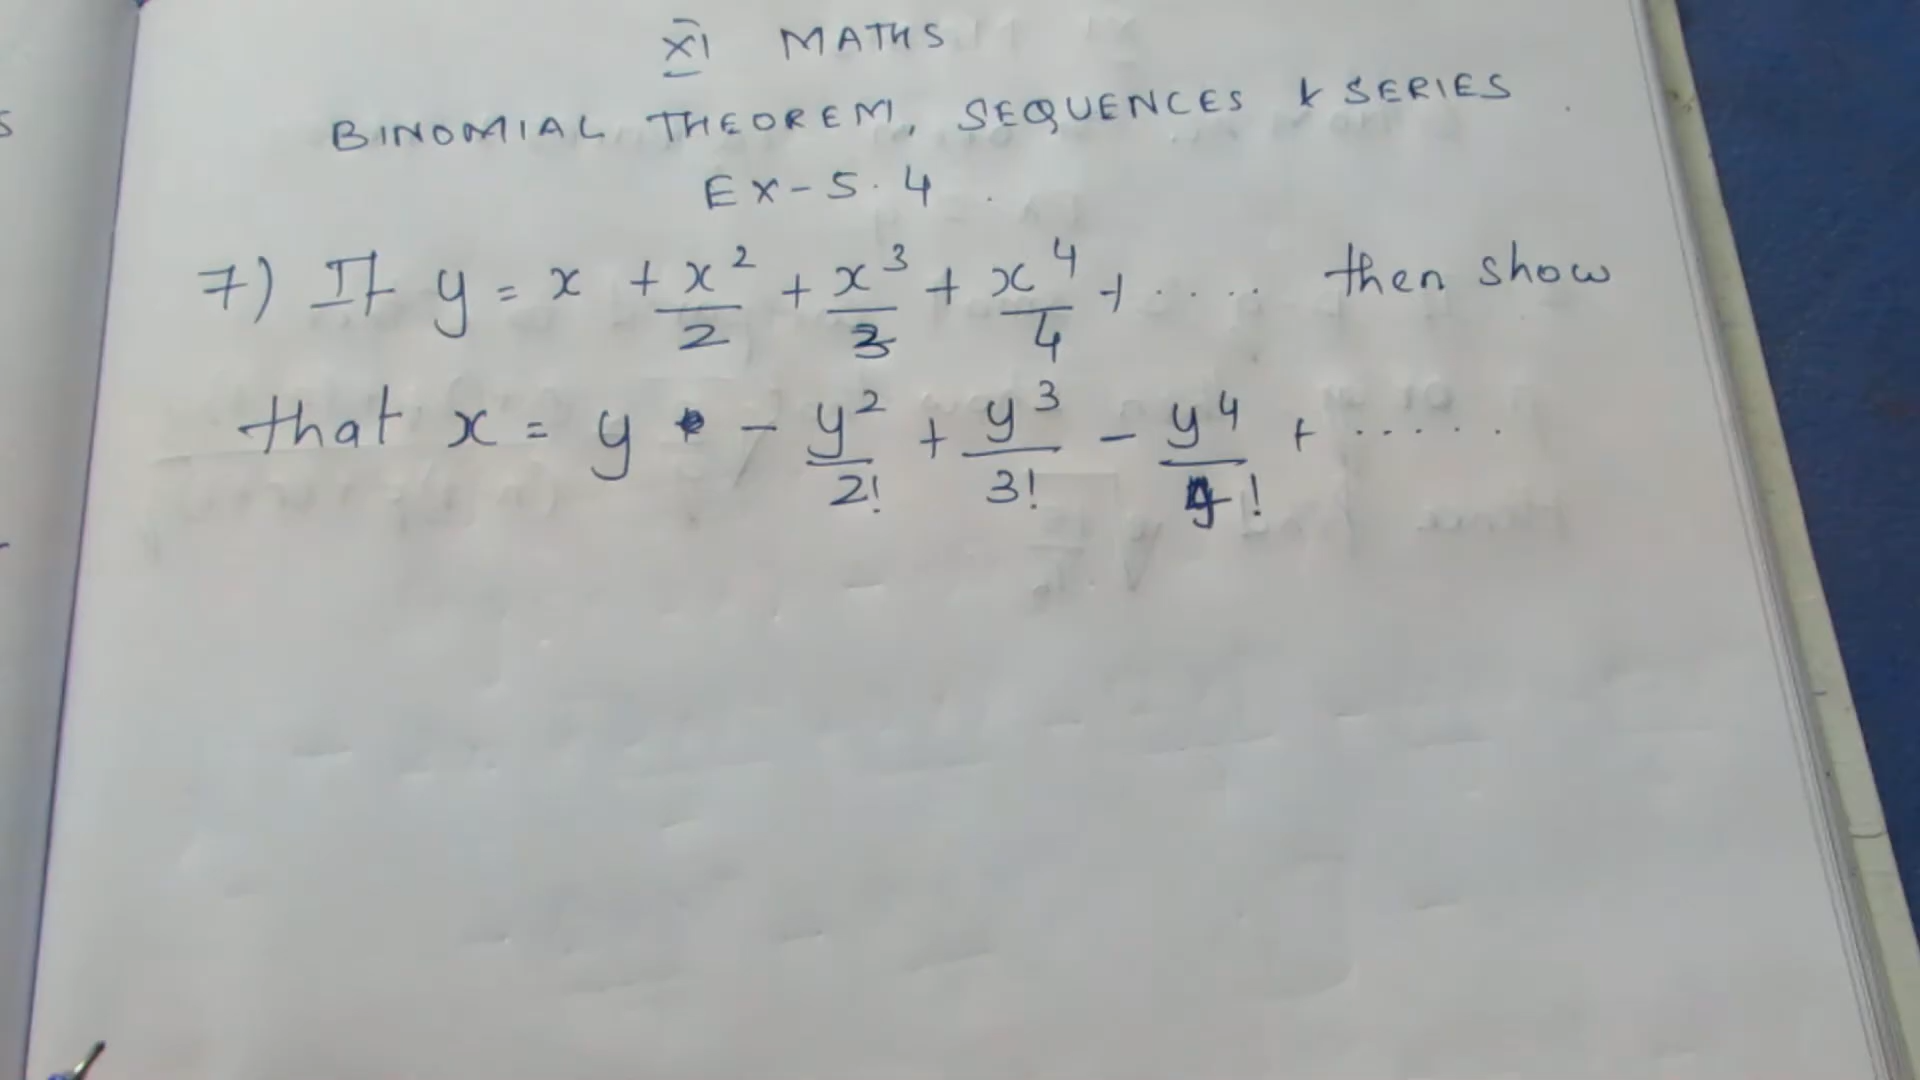 XI MATHS
BINOMIAL THEOREM, SEQUENCES & SERIES
EX-5.4
7) If y = x + x²/2 + x³/3 + x⁴/4 + .... then show
that x = y - y²/2! + y³/3! - y⁴/4! + .....